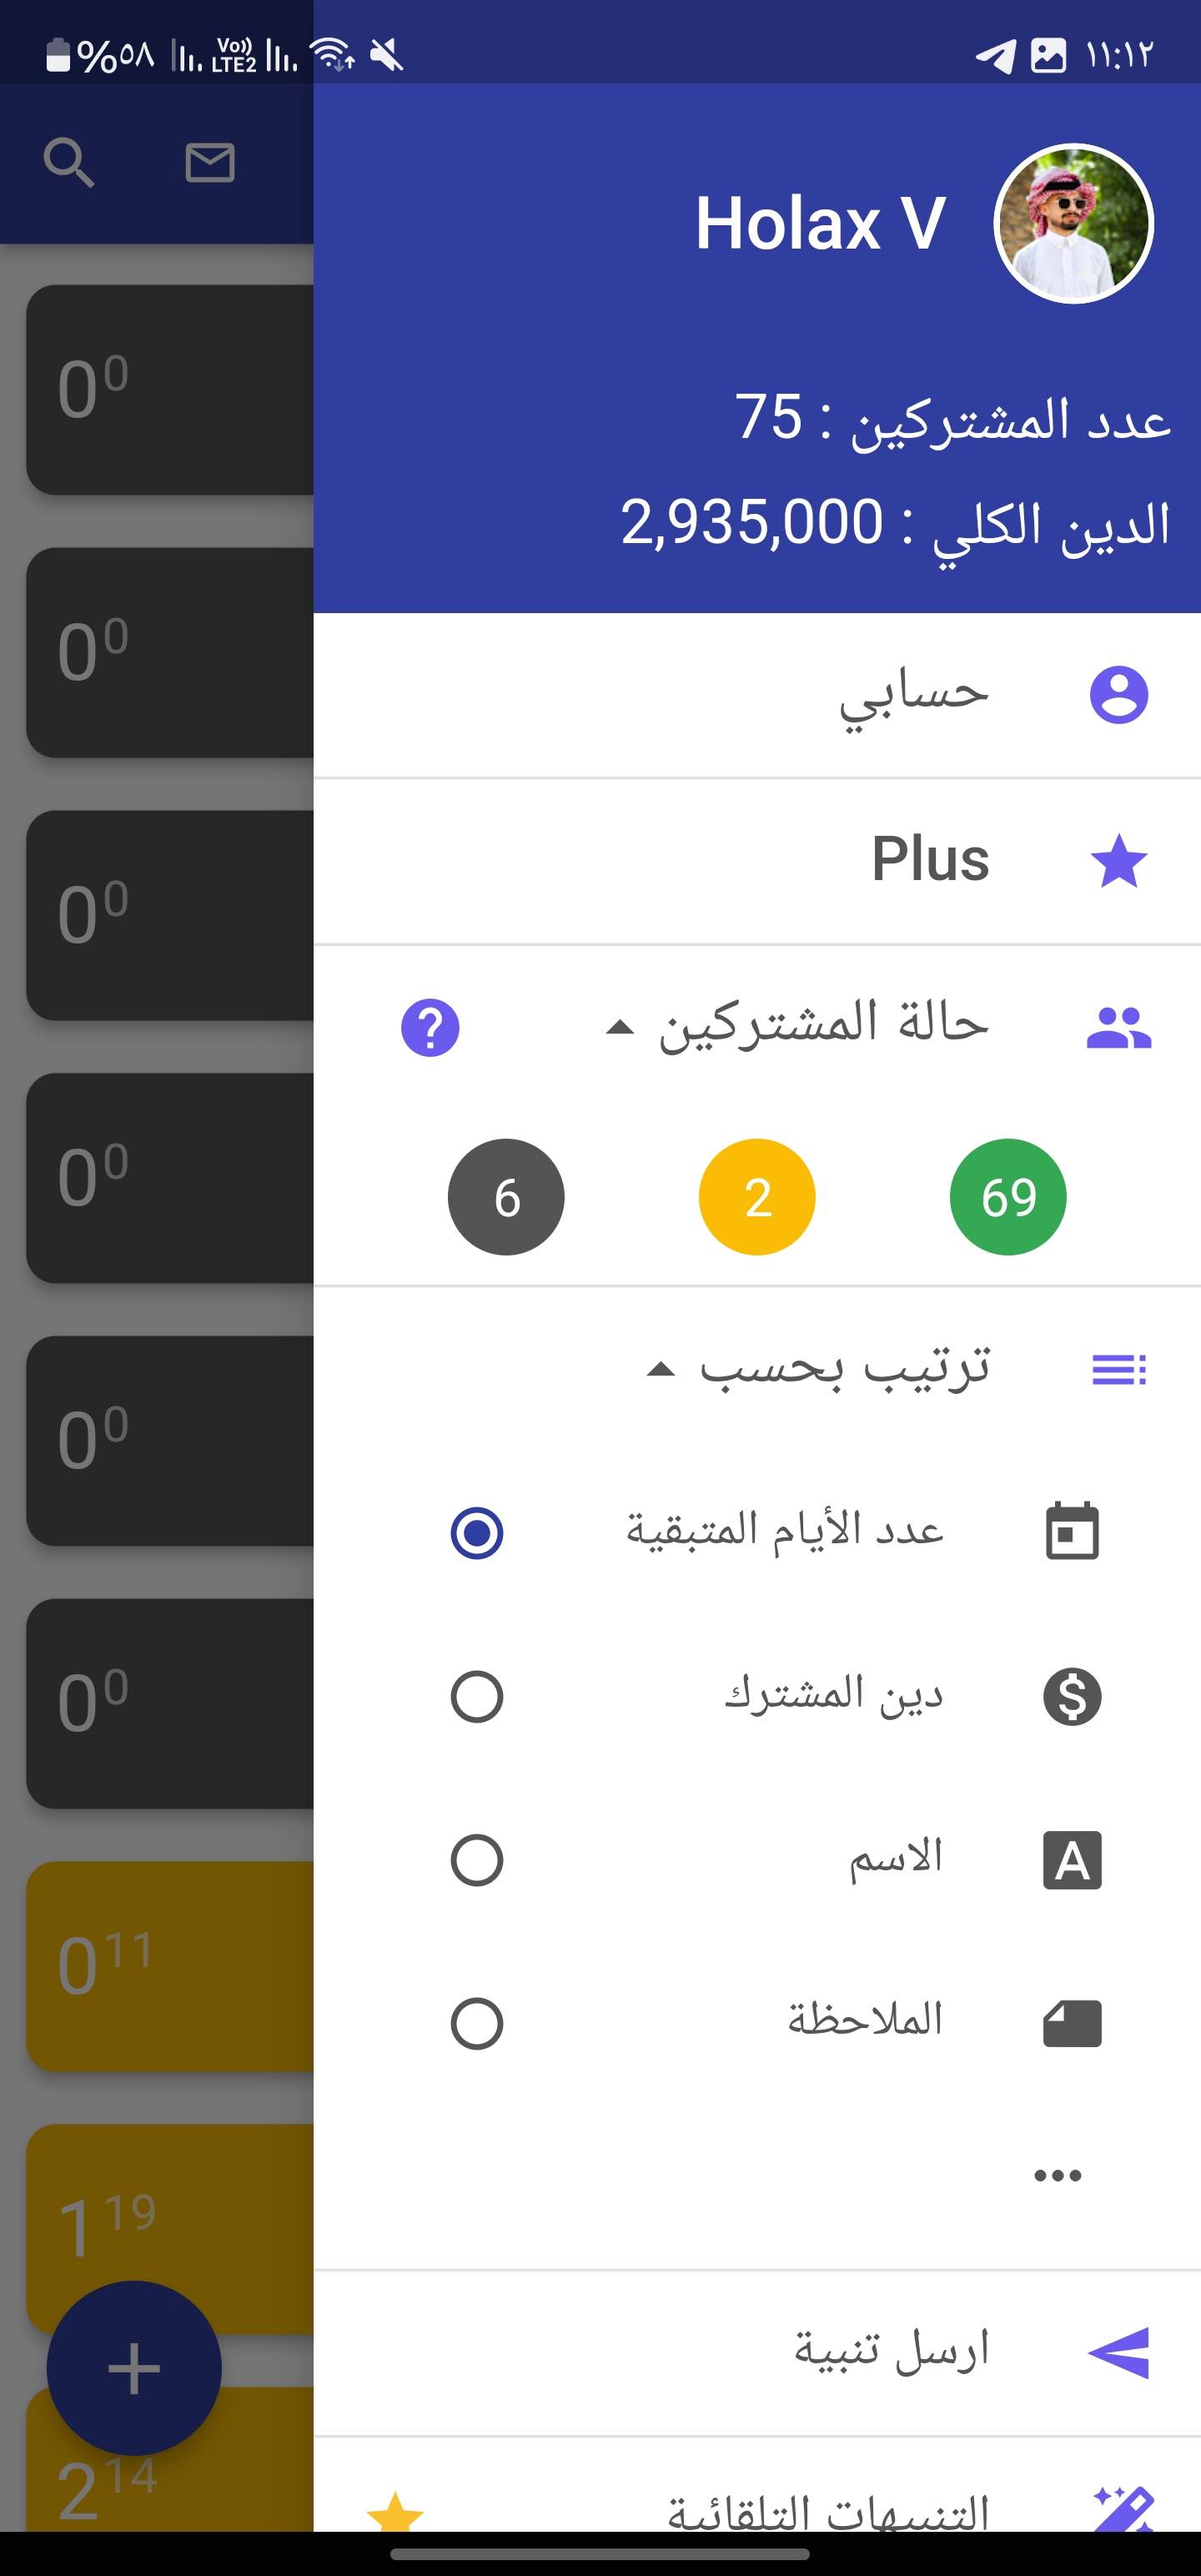 %٥٨ Vo)) LTE2 ١١:١٢
Holax V
عدد المشتركين : 75
الدين الكلي : 2,935,000
حسابي
Plus
حالة المشتركين
?
69 2 6
ترتيب بحسب
عدد الأيام المتبقية
$ دين المشترك
A الاسم
الملاحظة
...
ارسل تنبية
التنبيهات التلقائية
0 0
0 0
0 0
0 0
0 0
0 0
0 11
1 19
+
2 14